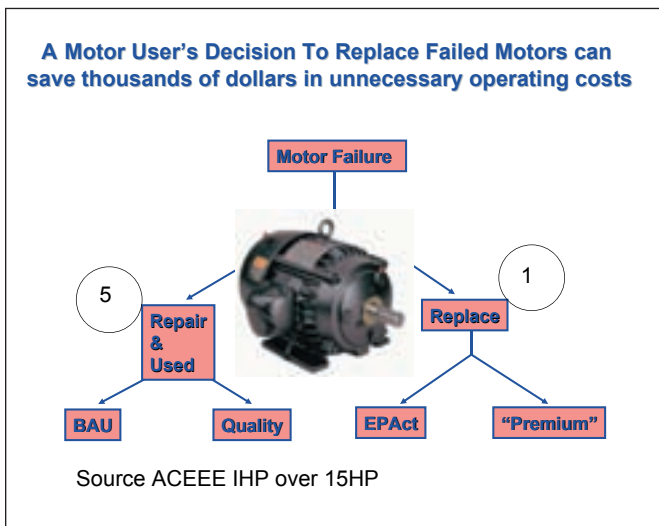 A Motor User's Decision To Replace Failed Motors can
save thousands of dollars in unnecessary operating costs
Motor Failure
5
1
Repair
&
Used
Replace
BAU
Quality
EPAct
"Premium"
Source ACEEE IHP over 15HP